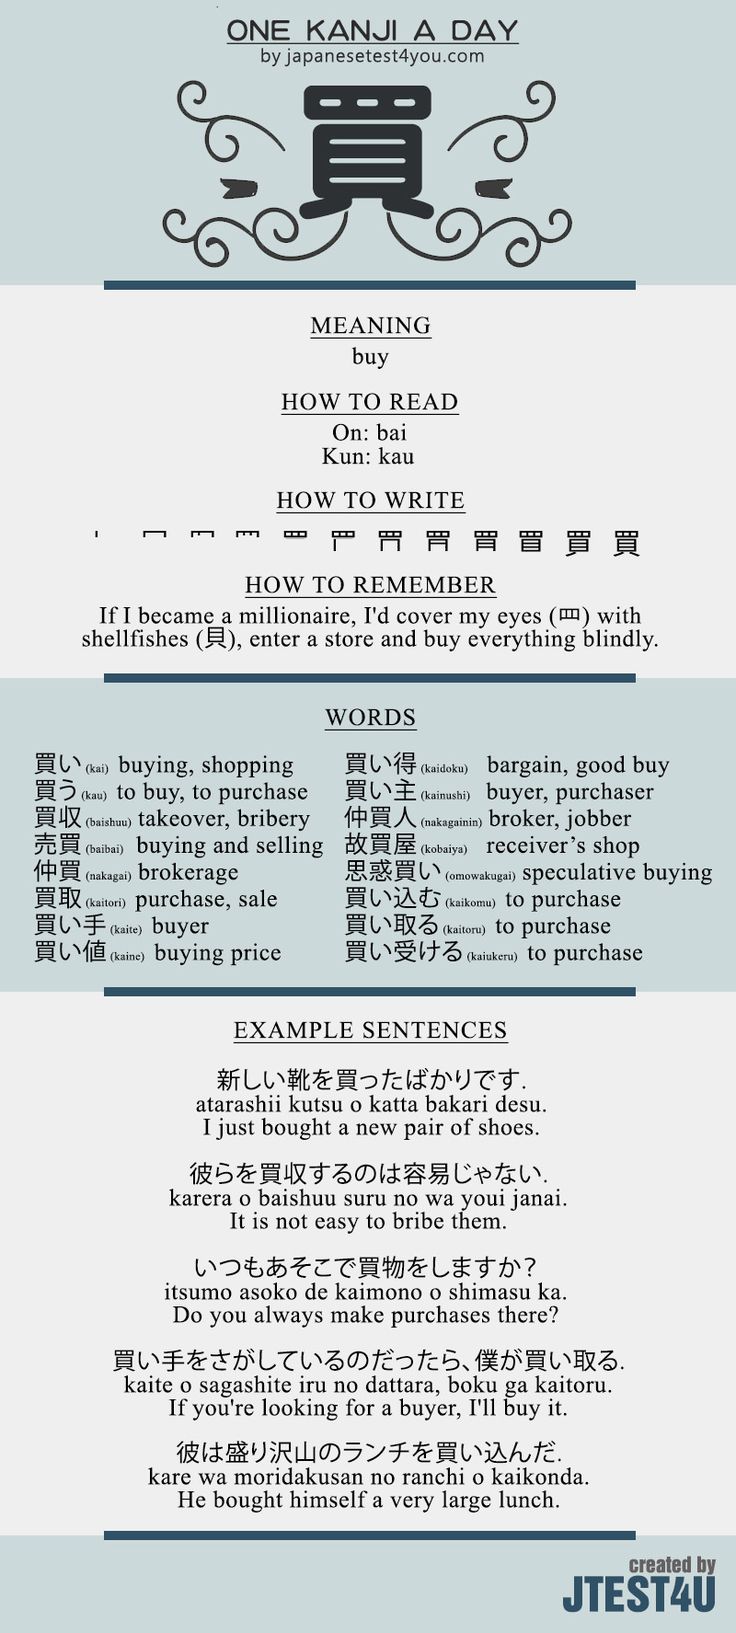 ONE KANJI A DAY
by japanesetest4you.com
買
MEANING
buy
HOW TO READ
On: bai
Kun: kau
HOW TO WRITE
買
HOW TO REMEMBER
If I became a millionaire, I'd cover my eyes (罒) with
shellfishes (貝), enter a store and buy everything blindly.
WORDS
買い (kai) buying, shopping
買う (kau) to buy, to purchase
買収 (baishuu) takeover, bribery
売買 (baibai) buying and selling
仲買 (nakagai) brokerage
買取 (kaitori) purchase, sale
買い手 (kaite) buyer
買い値 (kaine) buying price
買い得 (kaidoku) bargain, good buy
買い主 (kainushi) buyer, purchaser
仲買人 (nakagainin) broker, jobber
故買屋 (kobaiya) receiver’s shop
思惑買い (omowakugai) speculative buying
買い込む (kaikomu) to purchase
買い取る (kaitoru) to purchase
買い受ける (kaiukeru) to purchase
EXAMPLE SENTENCES
新しい靴を買ったばかりです.
atarashii kutsu o katta bakari desu.
I just bought a new pair of shoes.
彼らを買収するのは容易じゃない.
karera o baishuu suru no wa youi janai.
It is not easy to bribe them.
いつもあそこで買物をしますか?
itsumo asoko de kaimono o shimasu ka.
Do you always make purchases there?
買い手をさがしているのだったら、僕が買い取る.
kaite o sagashite iru no dattara, boku ga kaitoru.
If you're looking for a buyer, I'll buy it.
彼は盛り沢山のランチを買い込んだ.
kare wa moridakusan no ranchi o kaikonda.
He bought himself a very large lunch.
created by
JTEST4U